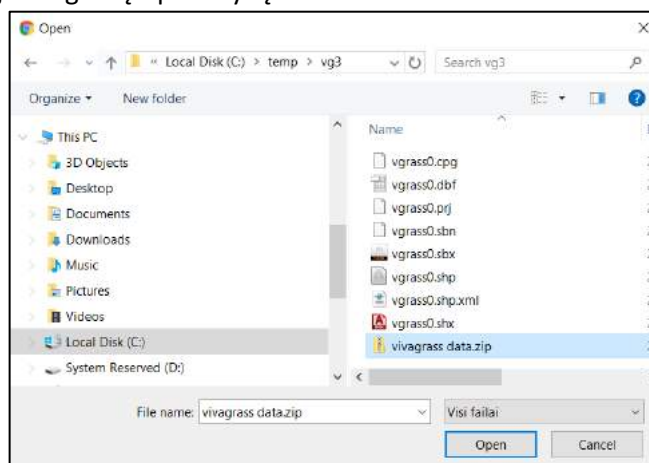 Open
« Local Disk (C:) > temp > vg3
Search vg3
Organize
New folder
This PC
3D Objects
Desktop
Documents
Downloads
Music
Pictures
Videos
Local Disk (C:)
System Reserved (D:)
Name
vgrass0.cpg
vgrass0.dbf
vgrass0.prj
vgrass0.sbn
vgrass0.sbx
vgrass0.shp
vgrass0.shp.xml
vgrass0.shx
vivagrass data.zip
File name: vivagrass data.zip
Visi failai
Open
Cancel